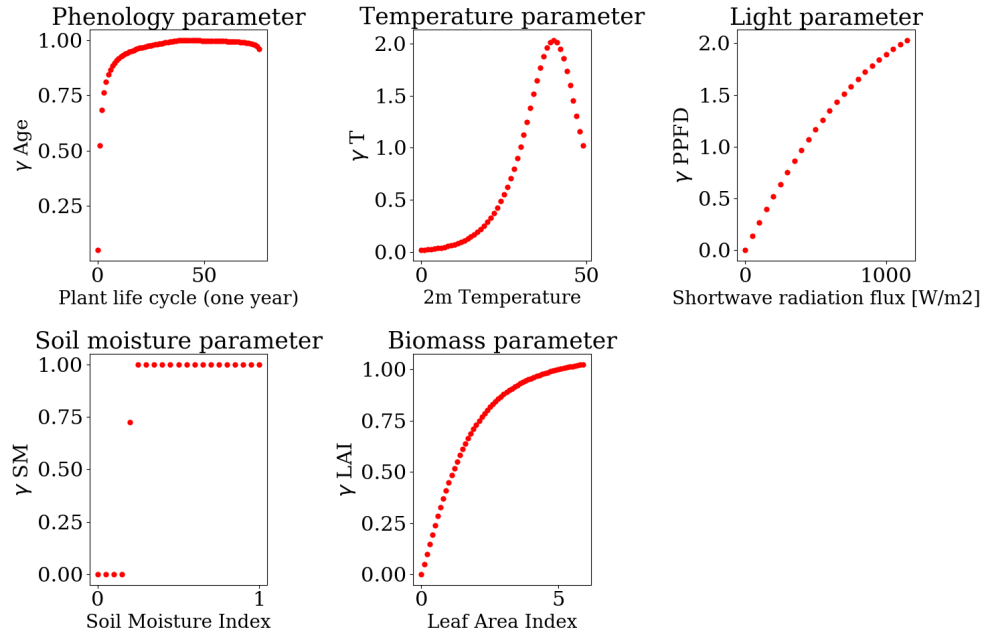 Phenology parameter
1.00
0.75
0.50
0.25
γ Age
0
50
Plant life cycle (one year)
Temperature parameter
2.0
1.5
1.0
0.5
0.0
γ T
0
50
2m Temperature
Light parameter
2.0
1.5
1.0
0.5
0.0
γ PPFD
0
1000
Shortwave radiation flux [W/m2]
Soil moisture parameter
1.00
0.75
0.50
0.25
0.00
γ SM
0
1
Soil Moisture Index
Biomass parameter
1.00
0.75
0.50
0.25
0.00
γ LAI
0
5
Leaf Area Index